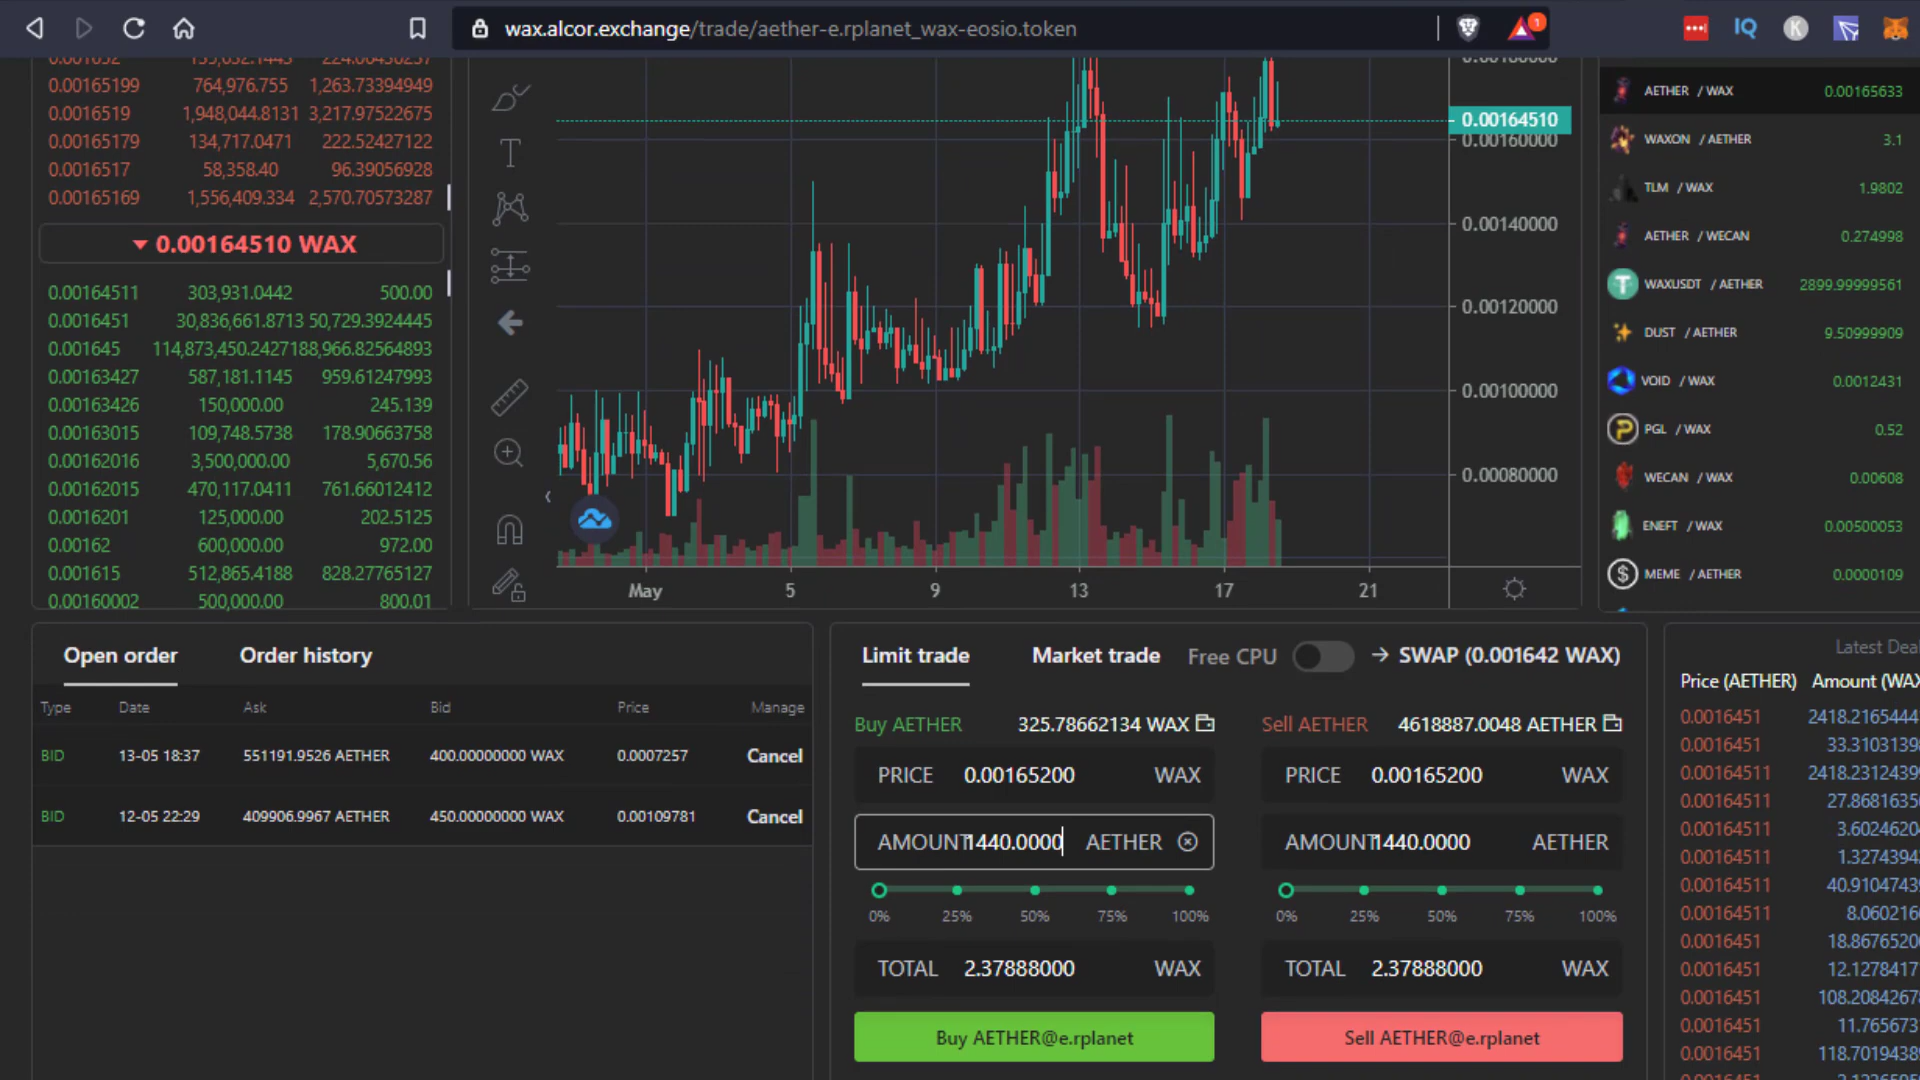 wax.alcor.exchange/trade/aether-e.rplanet_wax-eosio.token
1
IQ
K
0.00165199 764,976.755 1,263.73394949
0.0016519 1,948,044.8131 3,217.97522675
0.00165179 134,717.0471 222.52427122
0.0016517 58,358.40 96.39056928
0.00165169 1,556,409.334 2,570.70573287
0.00164510 WAX
0.00164511 303,931.0442 500.00
0.0016451 30,836,661.8713 50,729.3924445
0.001645 114,873,450.2427188,966.82564893
0.00163427 587,181.1145 959.61247993
0.00163426 150,000.00 245.139
0.00163015 109,748.5738 178.90663758
0.00162016 3,500,000.00 5,670.56
0.00162015 470,117.0411 761.66012412
0.0016201 125,000.00 202.5125
0.00162 600,000.00 972.00
0.001615 512,865.4188 828.27765127
0.00160002 500,000.00 800.01
0.00164510
0.00160000
0.00140000
0.00120000
0.00100000
0.00080000
May 5 9 13 17 21
AETHER / WAX 0.00165633
WAXON / AETHER 3.1
TLM / WAX 1.9802
AETHER / WECAN 0.274998
WAXUSDT / AETHER 2899.99999561
DUST / AETHER 9.50999909
VOID / WAX 0.0012431
PGL / WAX 0.52
WECAN / WAX 0.00608
ENEFT / WAX 0.00500053
MEME / AETHER 0.0000109
Open order Order history
Type Date Ask Bid Price Manage
BID 13-05 18:37 551191.9526 AETHER 400.00000000 WAX 0.0007257 Cancel
BID 12-05 22:29 409906.9967 AETHER 450.00000000 WAX 0.00109781 Cancel
Limit trade Market trade Free CPU → SWAP (0.001642 WAX)
Buy AETHER 325.78662134 WAX
PRICE 0.00165200 WAX
AMOUNT 1440.0000 AETHER
0% 25% 50% 75% 100%
TOTAL 2.37888000 WAX
Buy AETHER@e.rplanet
Sell AETHER 4618887.0048 AETHER
PRICE 0.00165200 WAX
AMOUNT 1440.0000 AETHER
0% 25% 50% 75% 100%
TOTAL 2.37888000 WAX
Sell AETHER@e.rplanet
Latest Deal
Price (AETHER) Amount (WAX
0.0016451 2418.2165444
0.0016451 33.3103139
0.00164511 2418.2312439
0.00164511 27.8681635
0.00164511 3.6024620
0.00164511 1.3274394
0.00164511 40.9104743
0.00164511 8.060216
0.0016451 18.8676520
0.0016451 12.1278417
0.0016451 108.2084267
0.0016451 11.765673
0.0016451 118.7019438